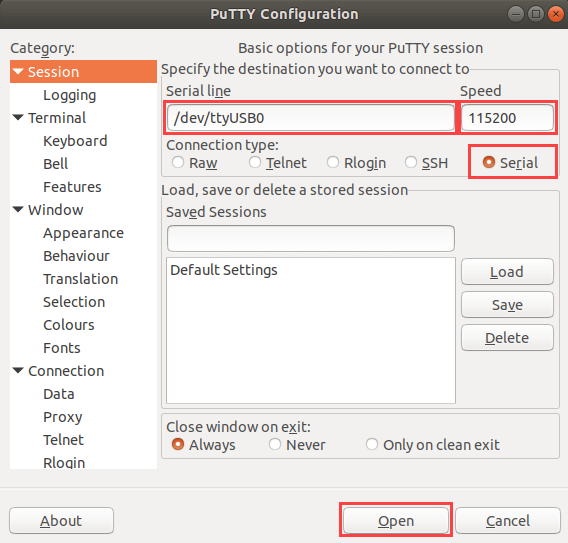 PuTTY Configuration
Category:
Session
Logging
Terminal
Keyboard
Bell
Features
Window
Appearance
Behaviour
Translation
Selection
Colours
Fonts
Connection
Data
Proxy
Telnet
Rlogin
Basic options for your PuTTY session
Specify the destination you want to connect to
Serial line Speed
/dev/ttyUSB0 115200
Connection type:
Raw Telnet Rlogin SSH Serial
Load, save or delete a stored session
Saved Sessions
Default Settings
Load
Save
Delete
Close window on exit:
Always Never Only on clean exit
About Open Cancel